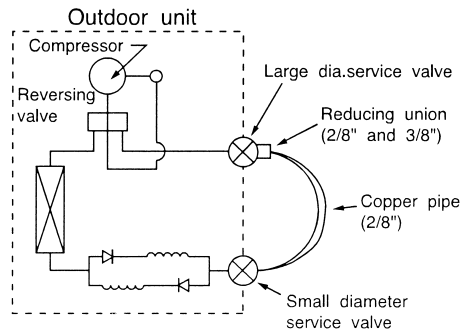 Outdoor unit
Compressor
Reversing
valve
Large dia.service valve
Reducing union
(2/8" and 3/8")
Copper pipe
(2/8")
Small diameter
service valve